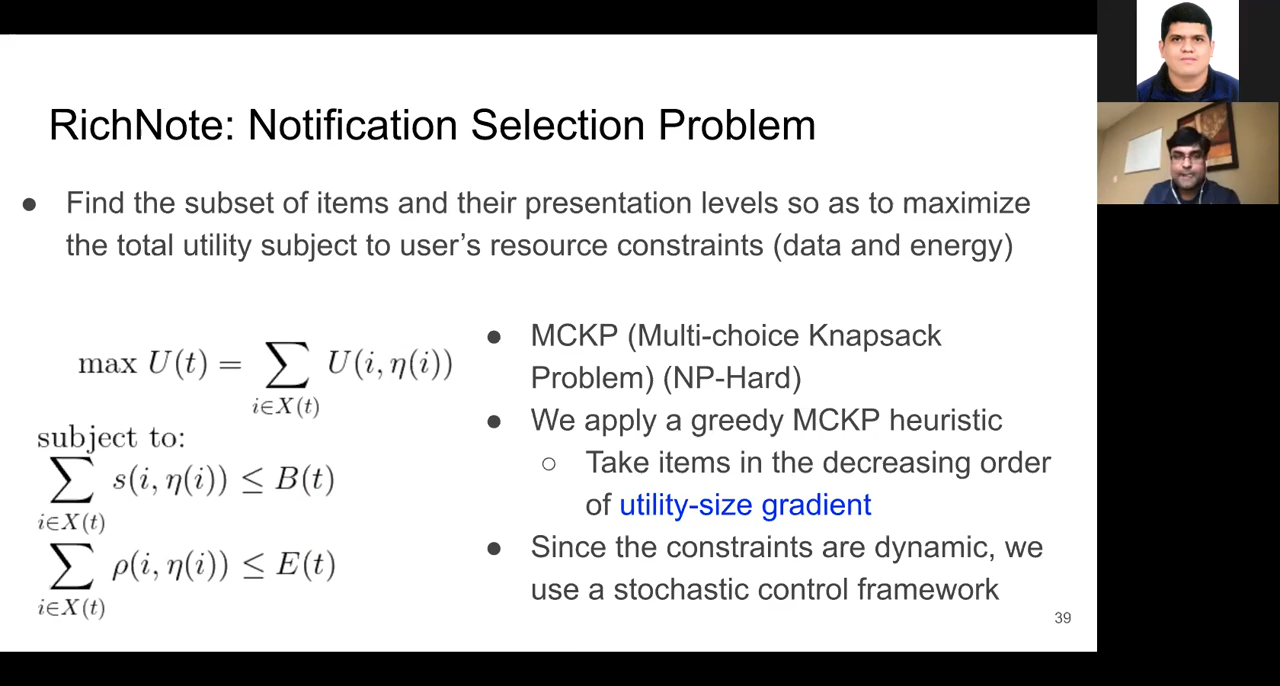 RichNote: Notification Selection Problem
● Find the subset of items and their presentation levels so as to maximize
the total utility subject to user's resource constraints (data and energy)
max U(t) = ∑ U(i, η(i))
i∈X(t)
subject to:
∑ s(i, η(i)) ≤ B(t)
i∈X(t)
∑ ρ(i, η(i)) ≤ E(t)
i∈X(t)
● MCKP (Multi-choice Knapsack
Problem) (NP-Hard)
● We apply a greedy MCKP heuristic
○ Take items in the decreasing order
of utility-size gradient
● Since the constraints are dynamic, we
use a stochastic control framework
39